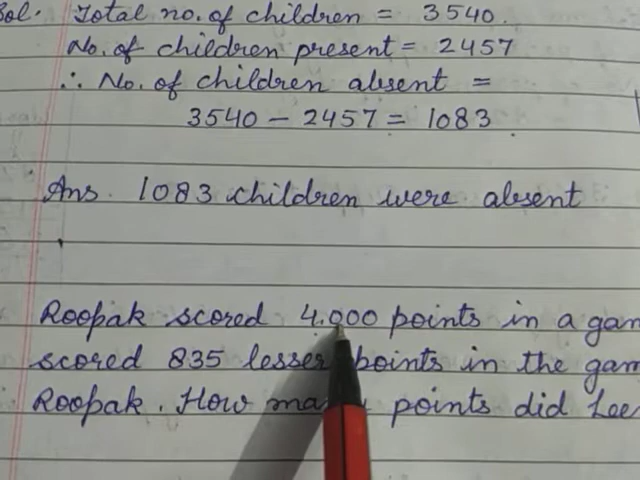 Sol. Total no. of children = 3540.
No. of children present = 2457
∴ No. of children absent =
3540 - 2457 = 1083
Ans. 1083 children were absent
Roopak scored 4.000 points in a
scored 835 lesser points in the
Roopak. How many points did